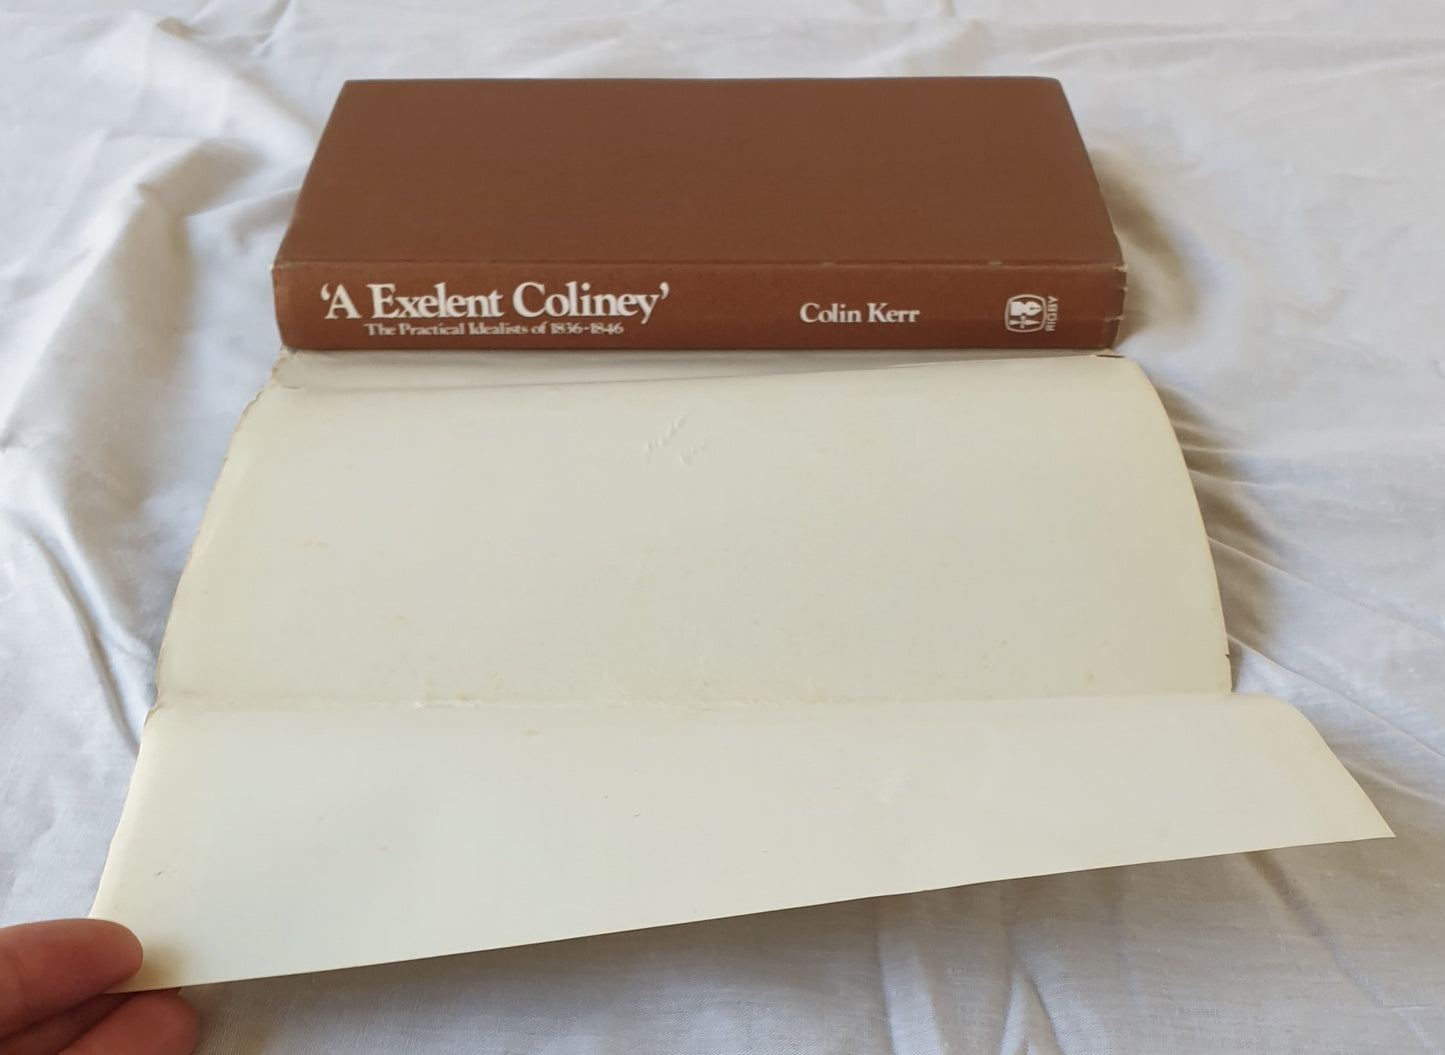 'A Exelent Coliney'
The Practical Idealists of 1836-1846
Colin Kerr
RIGBY